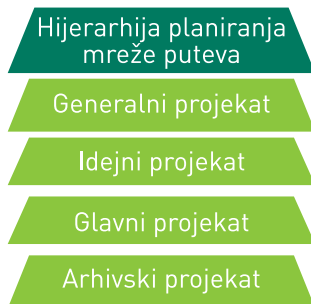 Hijerarhija planiranja
mreže puteva
Generalni projekat
Idejni projekat
Glavni projekat
Arhivski projekat